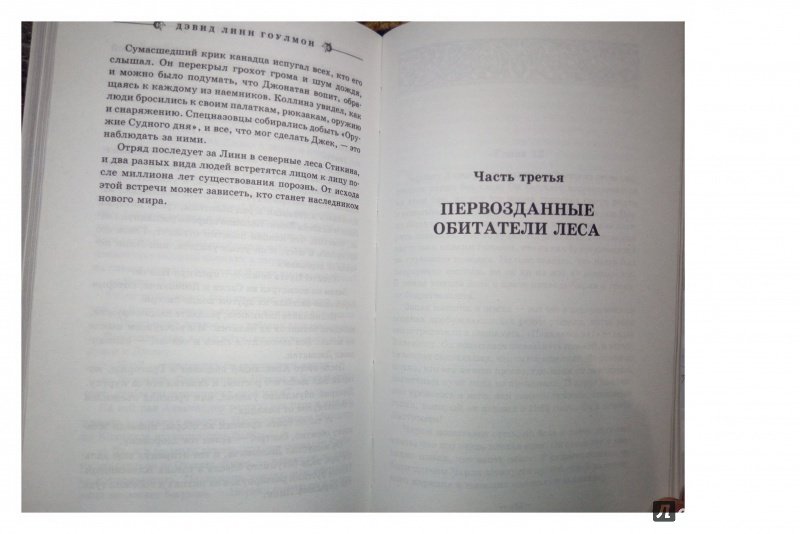 ДЭВИД ЛИНН ГОУЛМОН
Сумасшедший крик канадца испугал всех, кто его
слышал. Он перекрыл грохот грома и шум дождя,
и можно было подумать, что Джонатан вопит, обра-
щаясь к каждому из наемников. Коллинз увидел, как
люди бросились к своим палаткам, рюкзакам, оружию
и снаряжению. Спецназовцы собирались добыть «Ору-
жие Судного дня», и все, что мог сделать Джек, — это
наблюдать за ними.
Отряд последует за Линн в северные леса Стикина,
и два разных вида людей встретятся лицом к лицу по-
сле миллиона лет существования порознь. От исхода
этой встречи может зависеть, кто станет наследником
нового мира.
Часть третья
ПЕРВОЗДАННЫЕ
ОБИТАТЕЛИ ЛЕСА